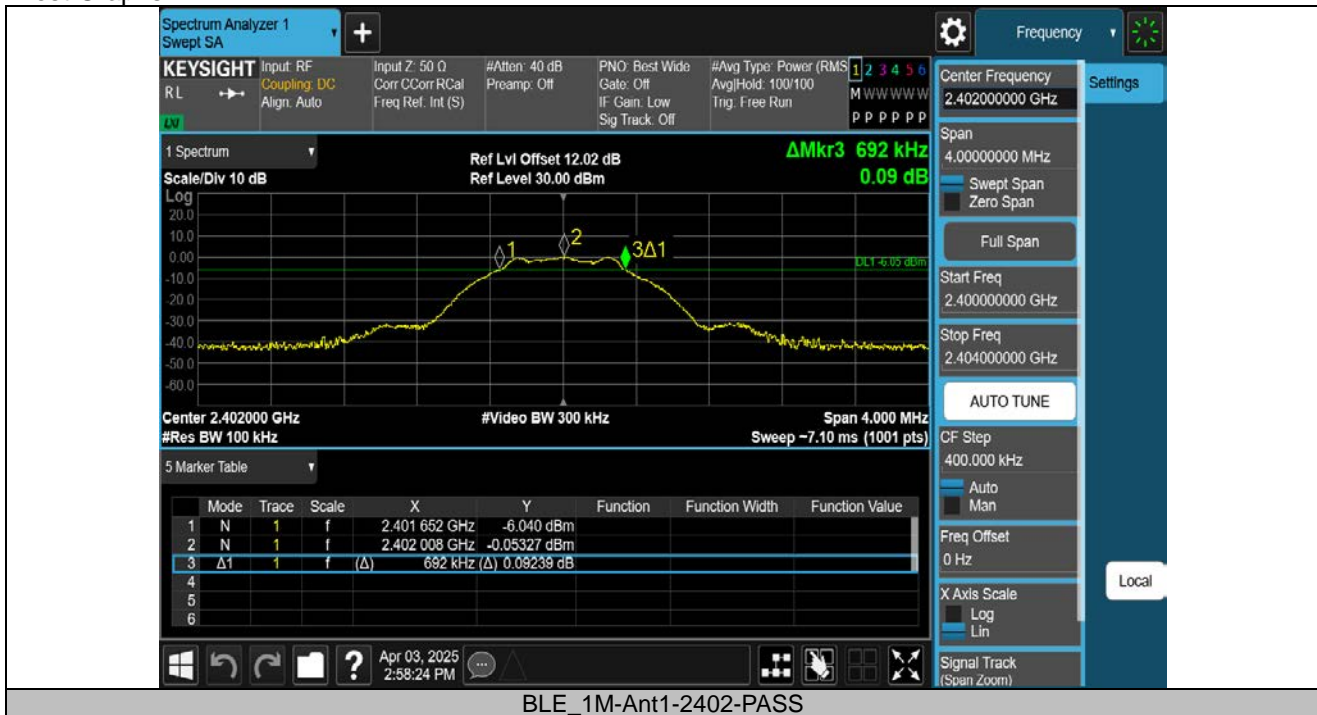 Spectrum Analyzer 1
Swept SA
+
Frequency
KEYSIGHT
RL
LXI
Input: RF
Coupling: DC
Align: Auto
Input Z: 50 Ω
Corr CCorr RCal
Freq Ref: Int (S)
#Atten: 40 dB
Preamp: Off
PNO: Best Wide
Gate: Off
IF Gain: Low
Sig Track: Off
#Avg Type: Power (RMS
Avg|Hold: 100/100
Trig: Free Run
1 2 3 4 5 6
M W W W W W
P P P P P P
1 Spectrum
Scale/Div 10 dB
Ref Lvl Offset 12.02 dB
Ref Level 30.00 dBm
ΔMkr3 692 kHz
0.09 dB
Log
20.0
10.0
0.00
-10.0
-20.0
-30.0
-40.0
-50.0
-60.0
1
2
3Δ1
DL1 -6.05 dBm
Center 2.402000 GHz
#Video BW 300 kHz
Span 4.000 MHz
#Res BW 100 kHz
Sweep ~7.10 ms (1001 pts)
5 Marker Table
Mode Trace Scale X Y Function Function Width Function Value
1 N 1 f 2.401 652 GHz -6.040 dBm
2 N 1 f 2.402 008 GHz -0.05327 dBm
3 Δ1 1 f (Δ) 692 kHz (Δ) 0.09239 dB
4
5
6
?
Apr 03, 2025
2:58:24 PM
Center Frequency
2.402000000 GHz
Settings
Span
4.00000000 MHz
Swept Span
Zero Span
Full Span
Start Freq
2.400000000 GHz
Stop Freq
2.404000000 GHz
AUTO TUNE
CF Step
400.000 kHz
Auto
Man
Freq Offset
0 Hz
Local
X Axis Scale
Log
Lin
Signal Track
(Span Zoom)
BLE_1M-Ant1-2402-PASS